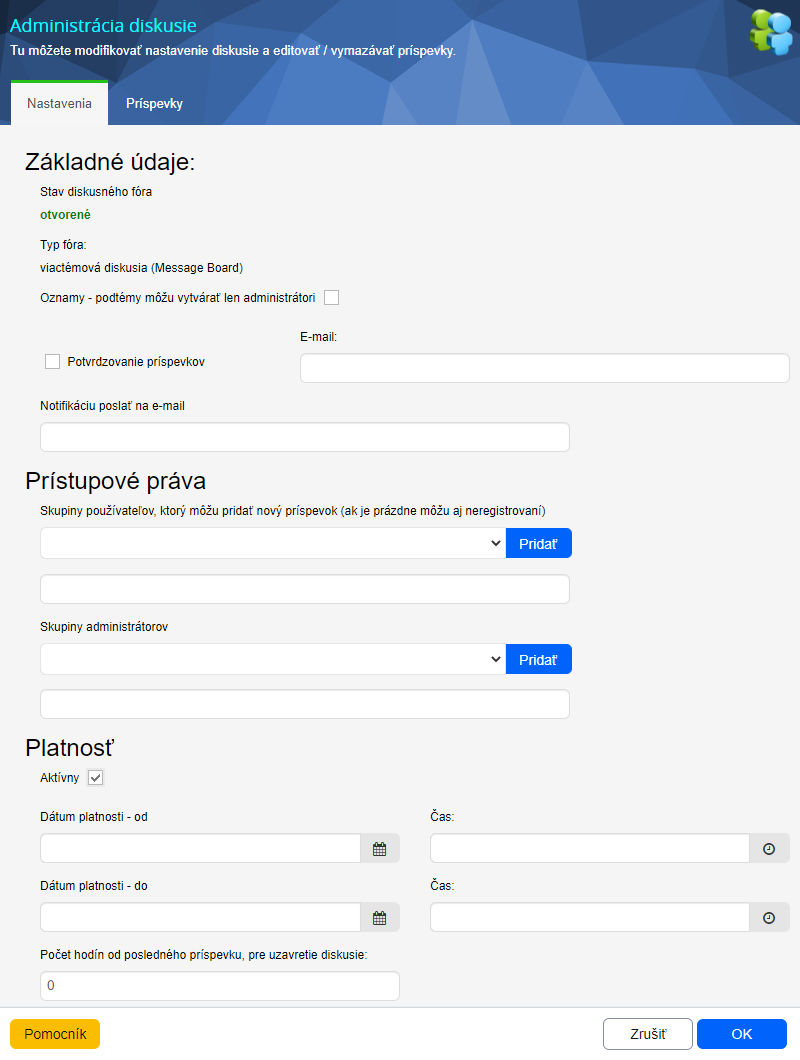 Administrácia diskusie
Tu môžete modifikovať nastavenie diskusie a editovať / vymazávať príspevky.
Nastavenia
Príspevky
Základné údaje:
Stav diskusného fóra
otvorené
Typ fóra:
viactémová diskusia (Message Board)
Oznamy - podtémy môžu vytvárať len administrátori
E-mail:
Potvrdzovanie príspevkov
Notifikáciu poslať na e-mail
Prístupové práva
Skupiny používateľov, ktorý môžu pridať nový príspevok (ak je prázdne môžu aj neregistrovaní)
Pridať
Skupiny administrátorov
Pridať
Platnosť
Aktívny
Dátum platnosti - od
Čas:
Dátum platnosti - do
Čas:
Počet hodín od posledného príspevku, pre uzavretie diskusie:
0
Pomocník
Zrušiť
OK